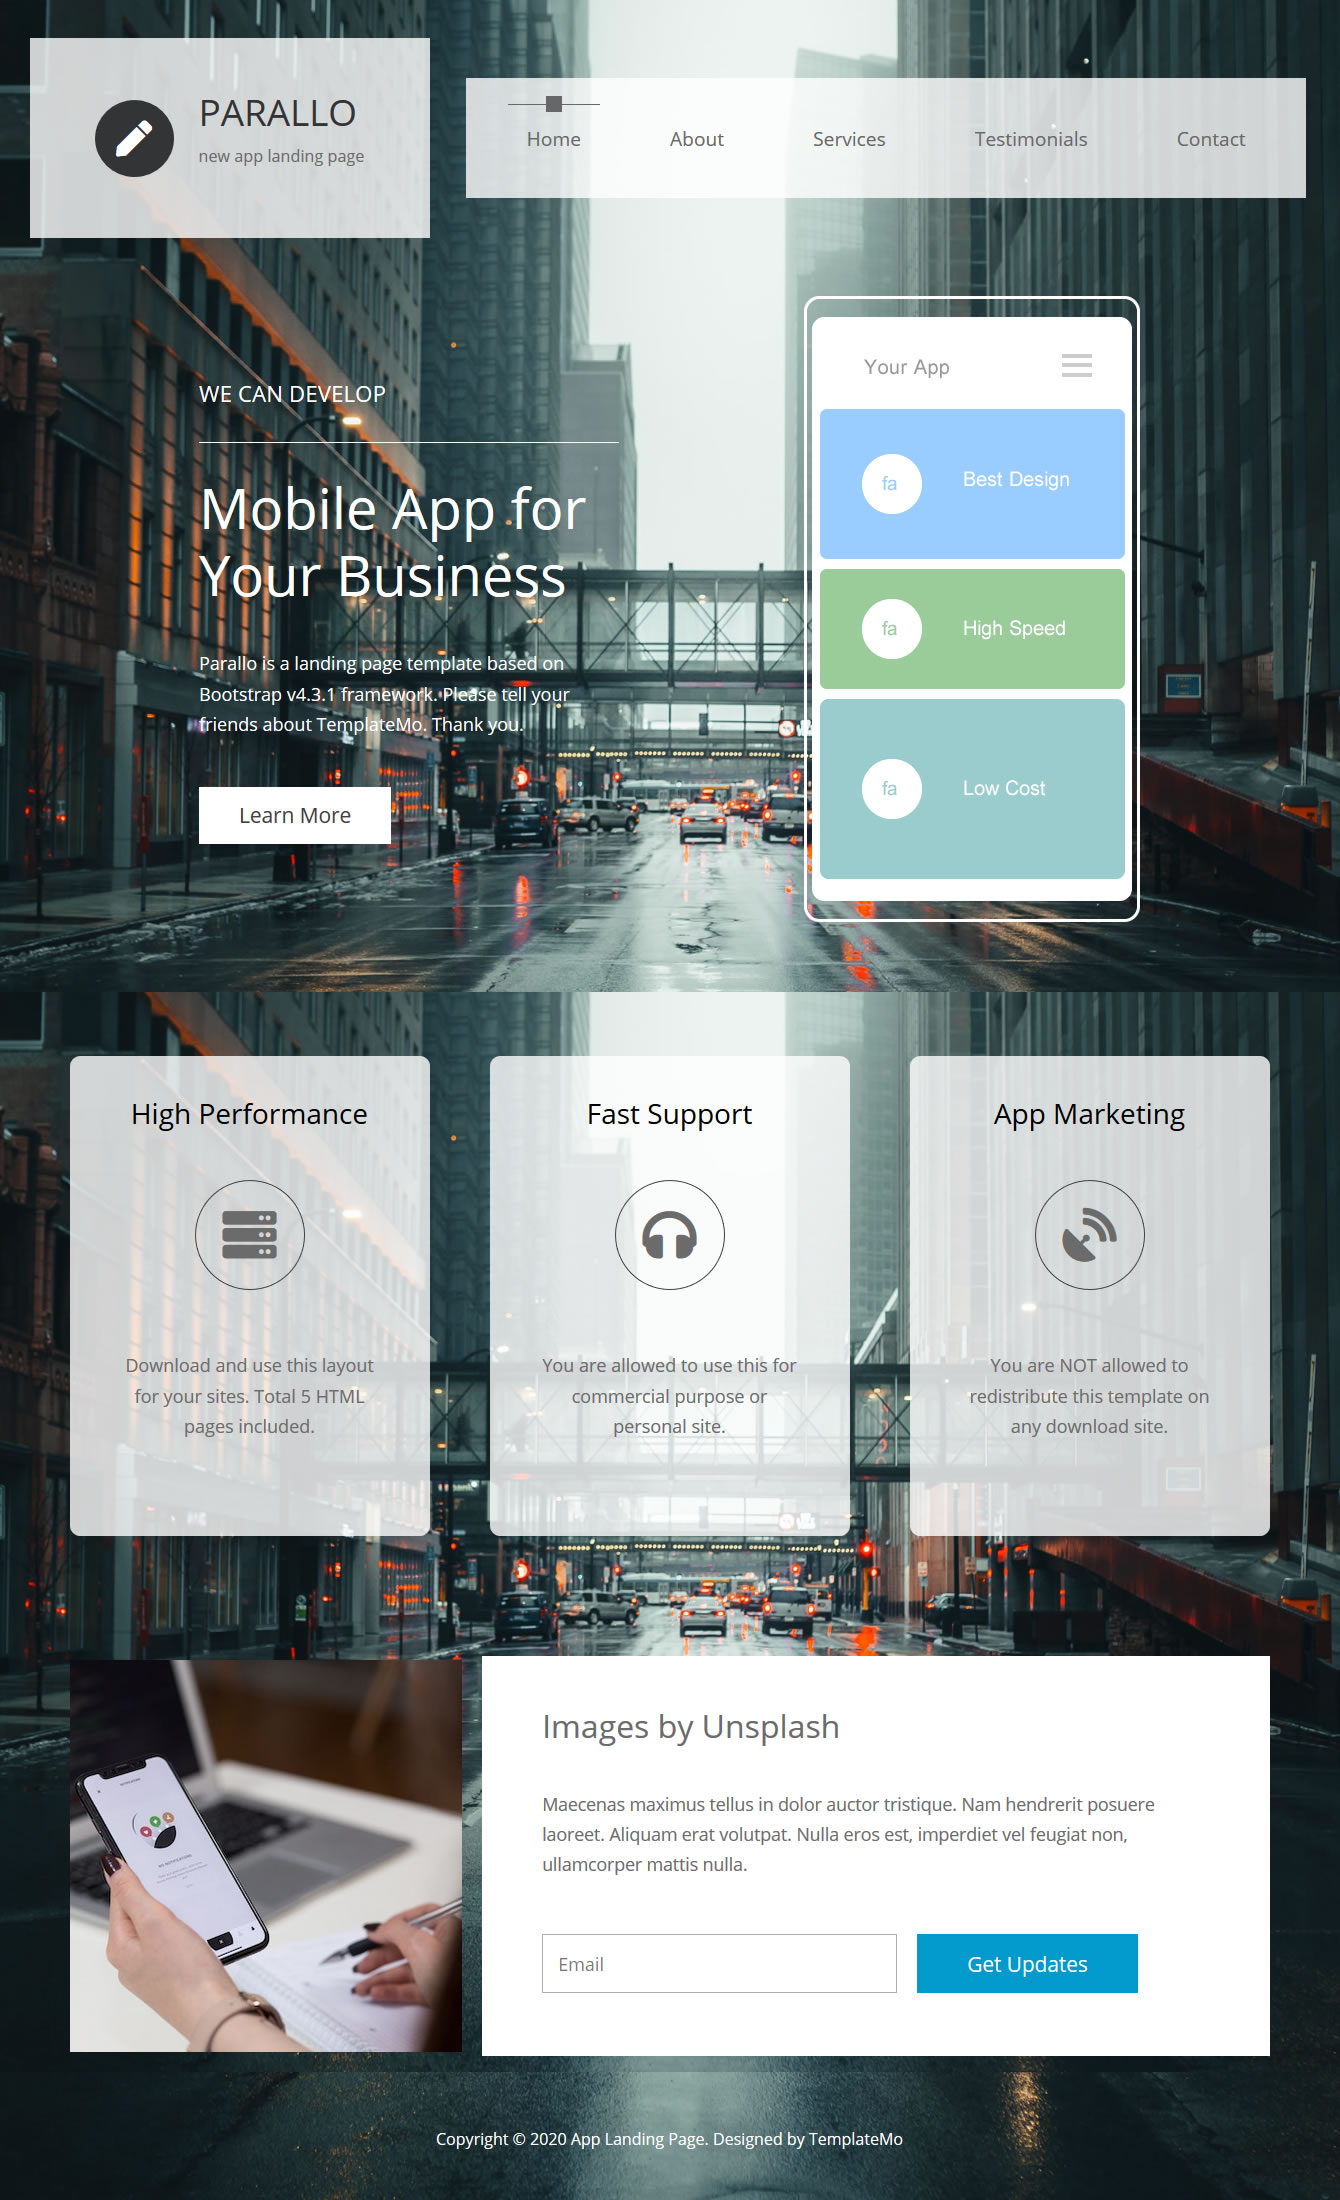 PARALLO
new app landing page
Home
About
Services
Testimonials
Contact
WE CAN DEVELOP
Mobile App for
Your Business
Parallo is a landing page template based on
Bootstrap v4.3.1 framework. Please tell your
friends about TemplateMo. Thank you.
Learn More
Your App
fa
Best Design
fa
High Speed
fa
Low Cost
High Performance
Download and use this layout
for your sites. Total 5 HTML
pages included.
Fast Support
You are allowed to use this for
commercial purpose or
personal site.
App Marketing
You are NOT allowed to
redistribute this template on
any download site.
Images by Unsplash
Maecenas maximus tellus in dolor auctor tristique. Nam hendrerit posuere
laoreet. Aliquam erat volutpat. Nulla eros est, imperdiet vel feugiat non,
ullamcorper mattis nulla.
Email
Get Updates
Copyright © 2020 App Landing Page. Designed by TemplateMo